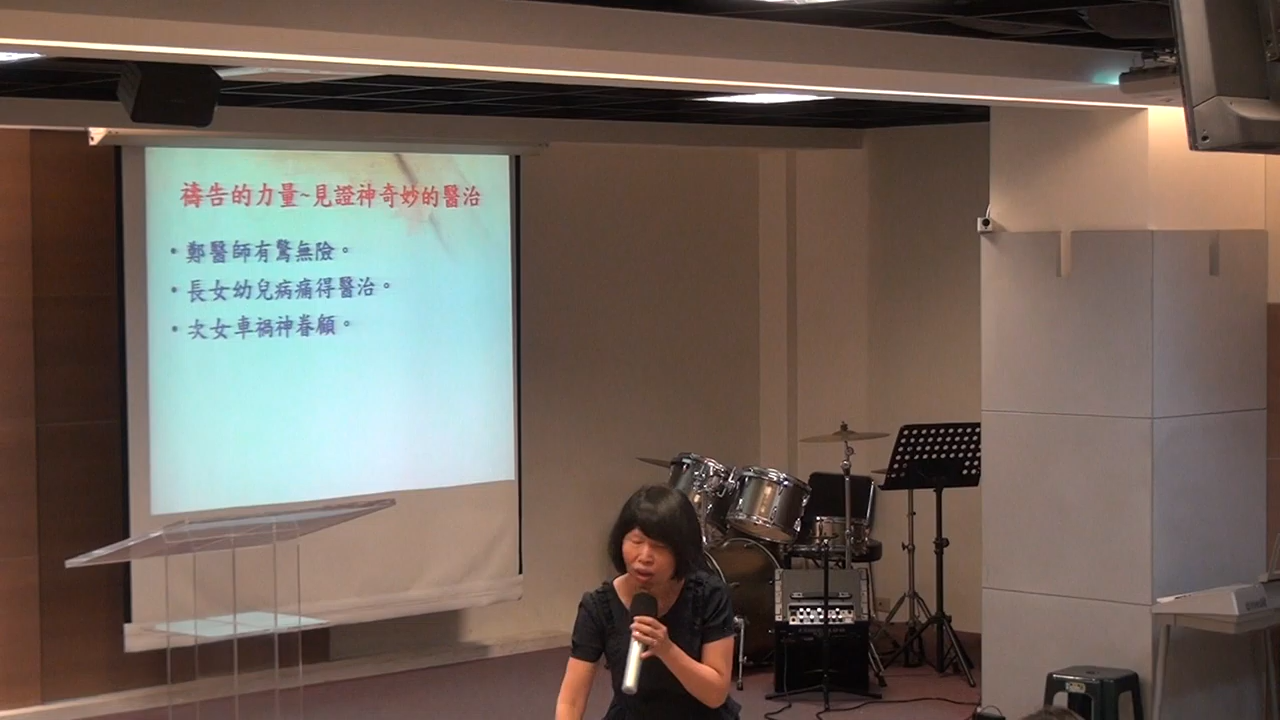 禱告的力量~見證神奇妙的醫治
•鄭醫師有驚無險。
•長女幼兒病痛得醫治。
•次女車禍神眷顧。